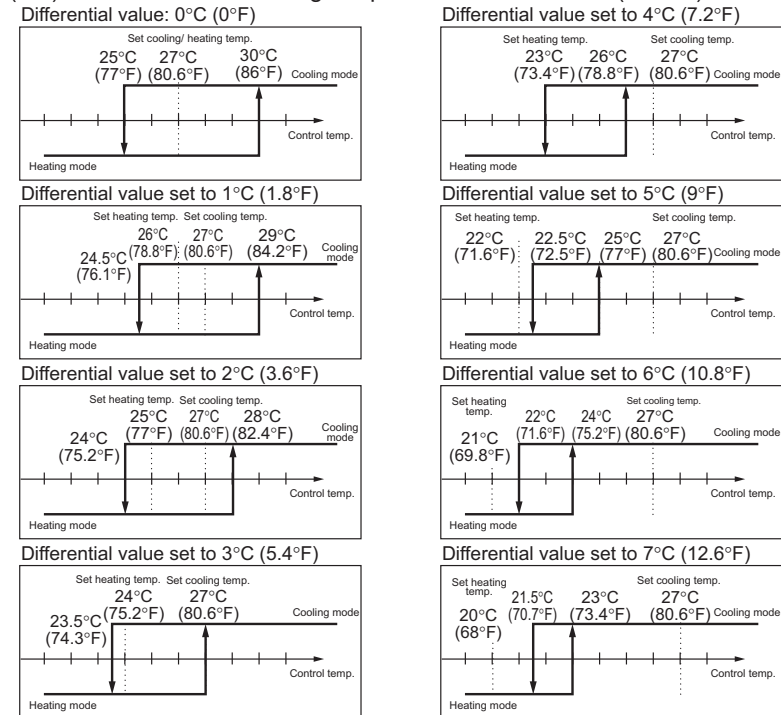 Differential value: 0°C (0°F)
Set cooling/ heating temp.
25°C 27°C 30°C
(77°F) (80.6°F) (86°F) Cooling mode
Control temp.
Heating mode
Differential value set to 1°C (1.8°F)
Set heating temp. Set cooling temp.
26°C 27°C 29°C
24.5°C (78.8°F) (80.6°F) (84.2°F) Cooling
mode
(76.1°F)
Control temp.
Heating mode
Differential value set to 2°C (3.6°F)
Set heating temp. Set cooling temp.
25°C 27°C 28°C
24°C (77°F) (80.6°F) (82.4°F) Cooling
mode
(75.2°F)
Control temp.
Heating mode
Differential value set to 3°C (5.4°F)
Set heating temp. Set cooling temp.
24°C 27°C
23.5°C (75.2°F) (80.6°F) Cooling mode
(74.3°F)
Control temp.
Heating mode
Differential value set to 4°C (7.2°F)
Set heating temp. Set cooling temp.
23°C 26°C 27°C
(73.4°F) (78.8°F) (80.6°F) Cooling mode
Control temp.
Heating mode
Differential value set to 5°C (9°F)
Set heating temp. Set cooling temp.
22°C 22.5°C 25°C 27°C
(71.6°F) (72.5°F) (77°F) (80.6°F) Cooling mode
Control temp.
Heating mode
Differential value set to 6°C (10.8°F)
Set heating Set cooling temp.
temp.
22°C 24°C 27°C
21°C (71.6°F) (75.2°F) (80.6°F) Cooling mode
(69.8°F)
Control temp.
Heating mode
Differential value set to 7°C (12.6°F)
Set heating Set cooling temp.
temp.
21.5°C 23°C 27°C
20°C (70.7°F) (73.4°F) (80.6°F) Cooling mode
(68°F)
Control temp.
Heating mode